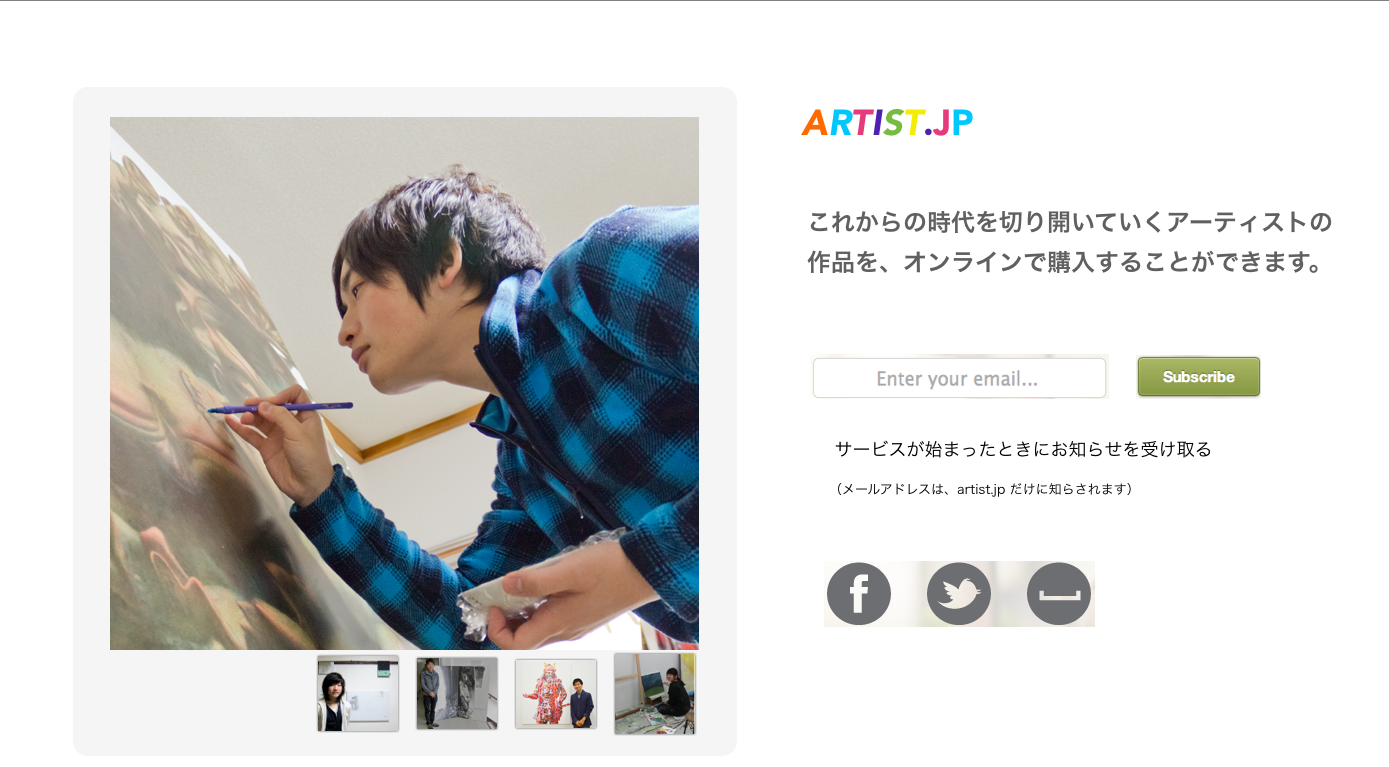 ARTIST.JP
これからの時代を切り開いていくアーティストの
作品を、オンラインで購入することができます。
Enter your email...
Subscribe
サービスが始まったときにお知らせを受け取る
（メールアドレスは、artist.jp だけに知らされます）